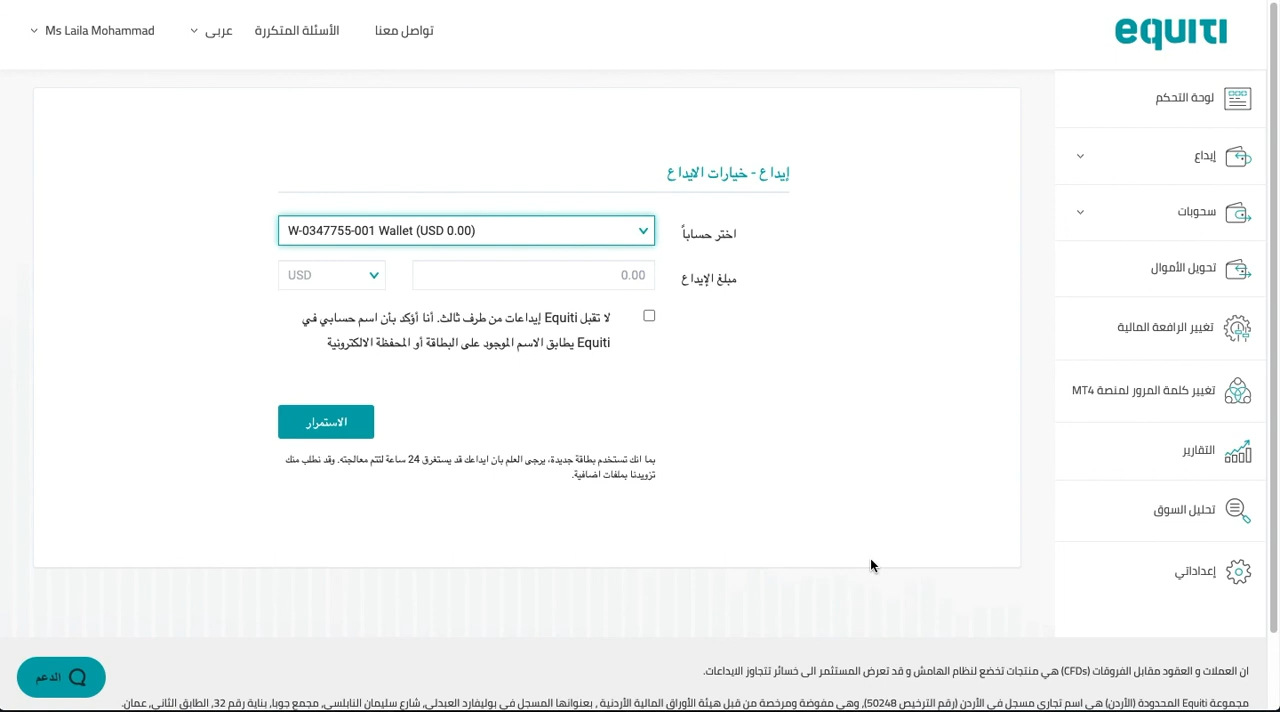 equiti
تواصل معنا
الأسئلة المتكررة
عربى
Ms Laila Mohammad
لوحة التحكم
إيداع
سحوبات
تحويل الأموال
تغيير الرافعة المالية
تغيير كلمة المرور لمنصة MT4
التقارير
تحليل السوق
إعداداتي
إيداع - خيارات الايداع
اختر حساباً
W-0347755-001 Wallet (USD 0.00)
مبلغ الإيداع
0.00
USD
لا تقبل Equiti إيداعات من طرف ثالث. أنا أؤكد بأن اسم حسابي في
Equiti يطابق الاسم الموجود على البطاقة أو المحفظة الالكترونية
الاستمرار
بما انك تستخدم بطاقة جديدة، يرجى العلم بان ايداعك قد يستغرق 24 ساعة لتتم معالجته. وقد نطلب منك
تزويدنا بملفات اضافية.
ان العملات و العقود مقابل الفروقات (CFDs) هي منتجات تخضع لنظام الهامش و قد تعرض المستثمر الى خسائر تتجاوز الايداعات.
مجموعة Equiti المحدودة (الأردن) هي اسم تجاري مسجل في الأردن (رقم الترخيص 50248)، وهي مفوضة ومرخصة من قبل هيئة الأوراق المالية الأردنية ، بعنوانها المسجل في بوليفارد العبدلي، شارع سليمان النابلسي، مجمع جوبا، بناية رقم 32, الطابق الثاني، عمان.
الدعم